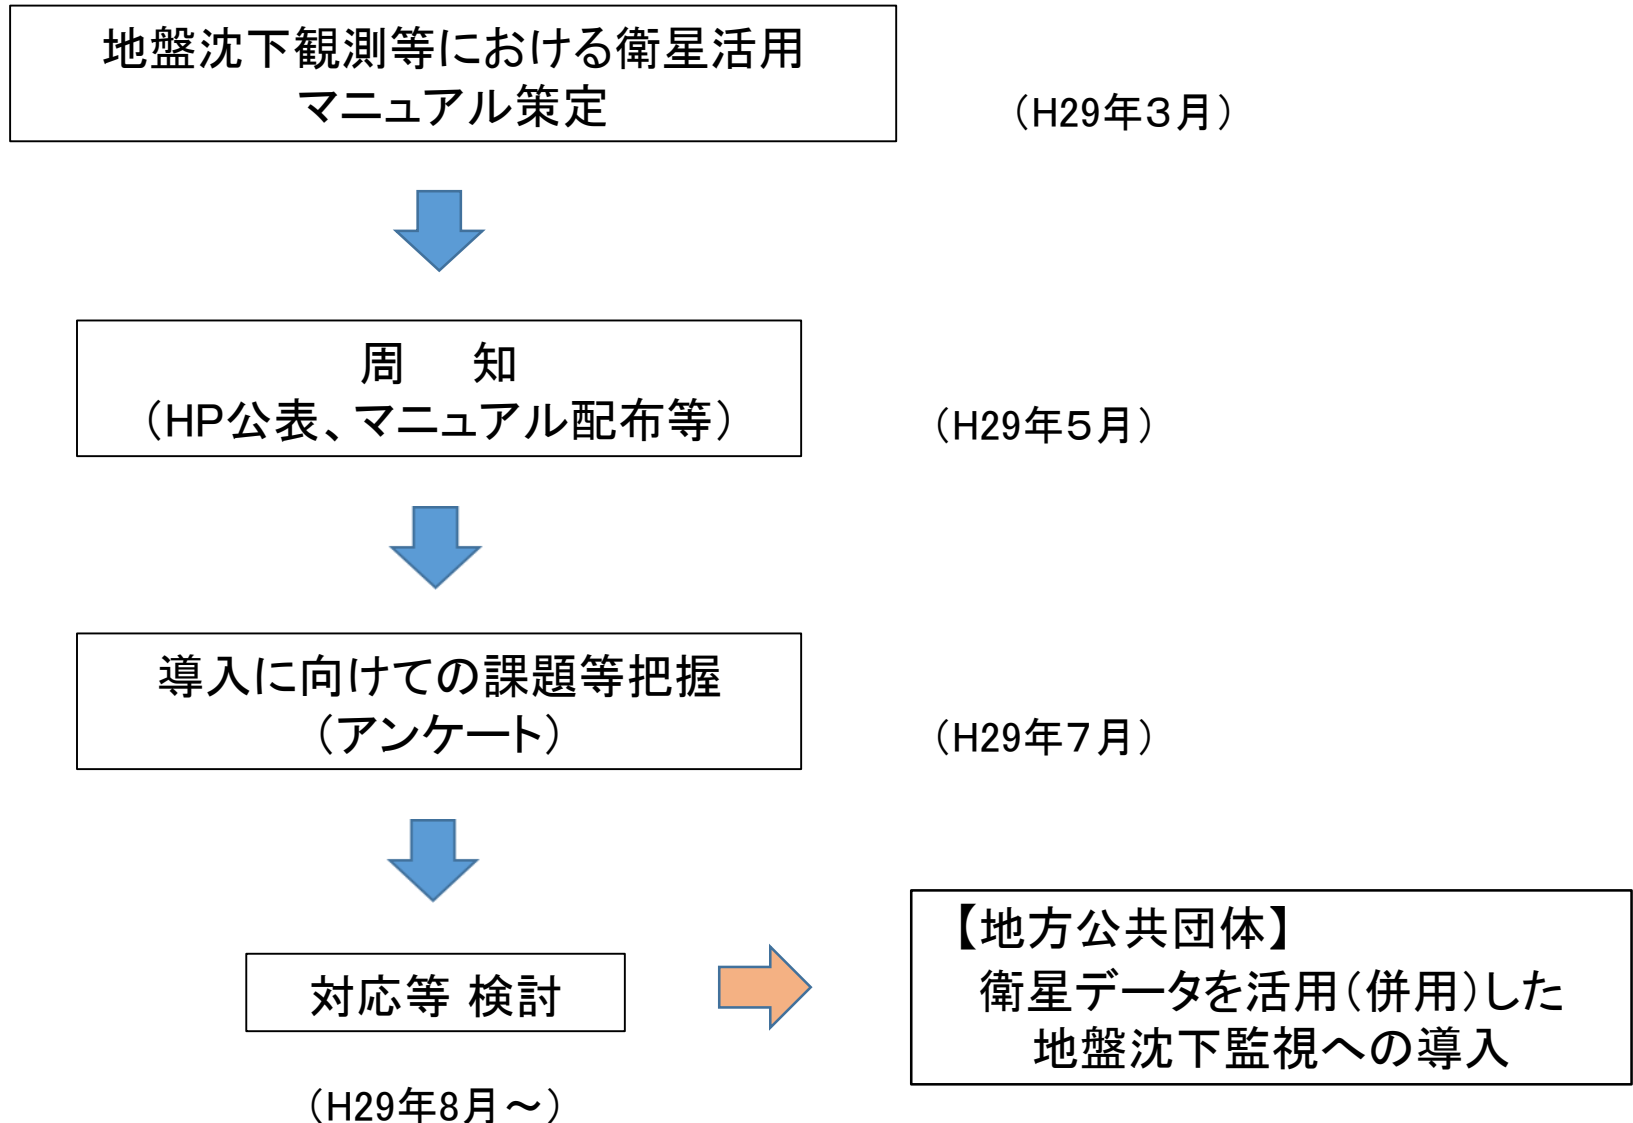 地盤沈下観測等における衛星活用
マニュアル策定
（H29年３月）
周　知
（HP公表、マニュアル配布等）
（H29年５月）
導入に向けての課題等把握
（アンケート）
（H29年７月）
対応等 検討
（H29年8月～）
【地方公共団体】
衛星データを活用（併用）した
地盤沈下監視への導入